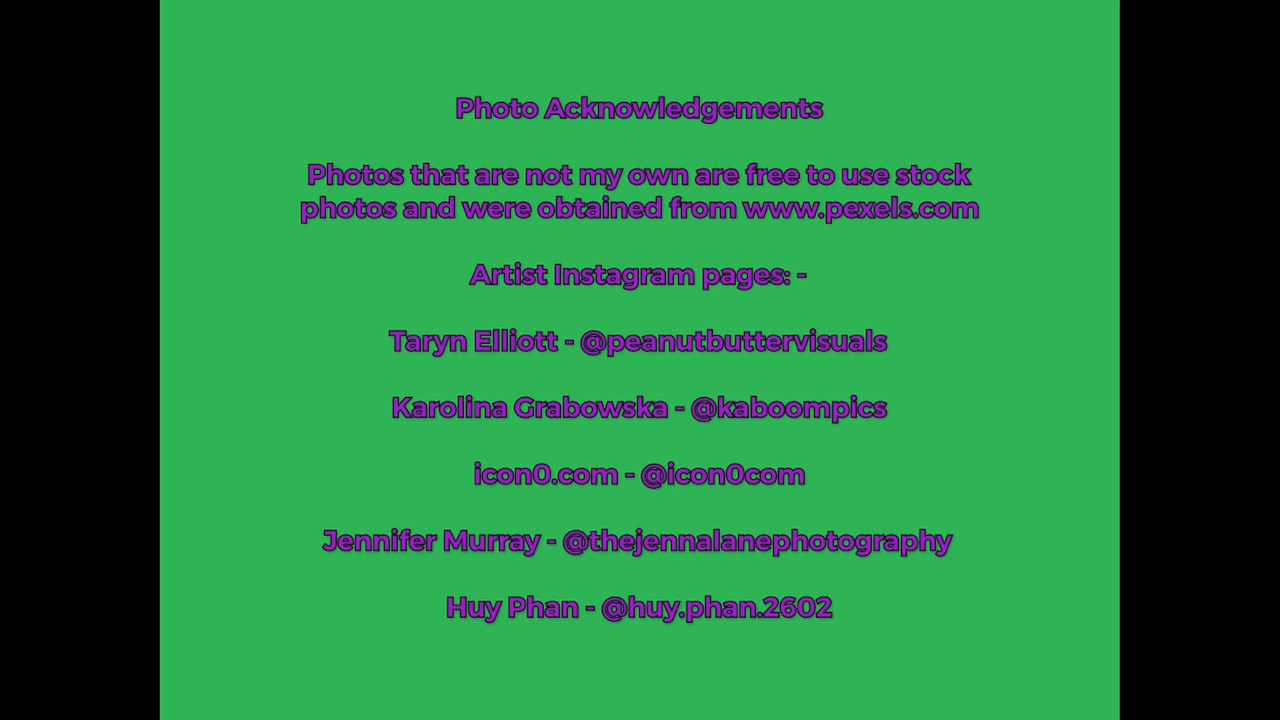 Photo Acknowledgements
Photos that are not my own are free to use stock
photos and were obtained from www.pexels.com
Artist Instagram pages: -
Taryn Elliott - @peanutbuttervisuals
Karolina Grabowska - @kaboompics
icon0.com - @icon0com
Jennifer Murray - @thejennalanephotography
Huy Phan - @huy.phan.2602